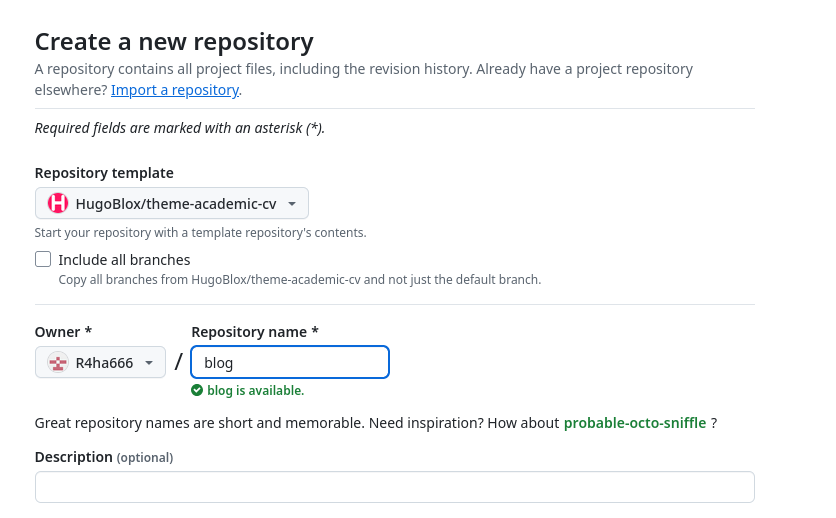 Create a new repository
A repository contains all project files, including the revision history. Already have a project repository
elsewhere? Import a repository.
Required fields are marked with an asterisk (*).
Repository template
HugoBlox/theme-academic-cv
Start your repository with a template repository's contents.
Include all branches
Copy all branches from HugoBlox/theme-academic-cv and not just the default branch.
Owner * Repository name *
R4ha666 / blog
blog is available.
Great repository names are short and memorable. Need inspiration? How about probable-octo-sniffle ?
Description (optional)